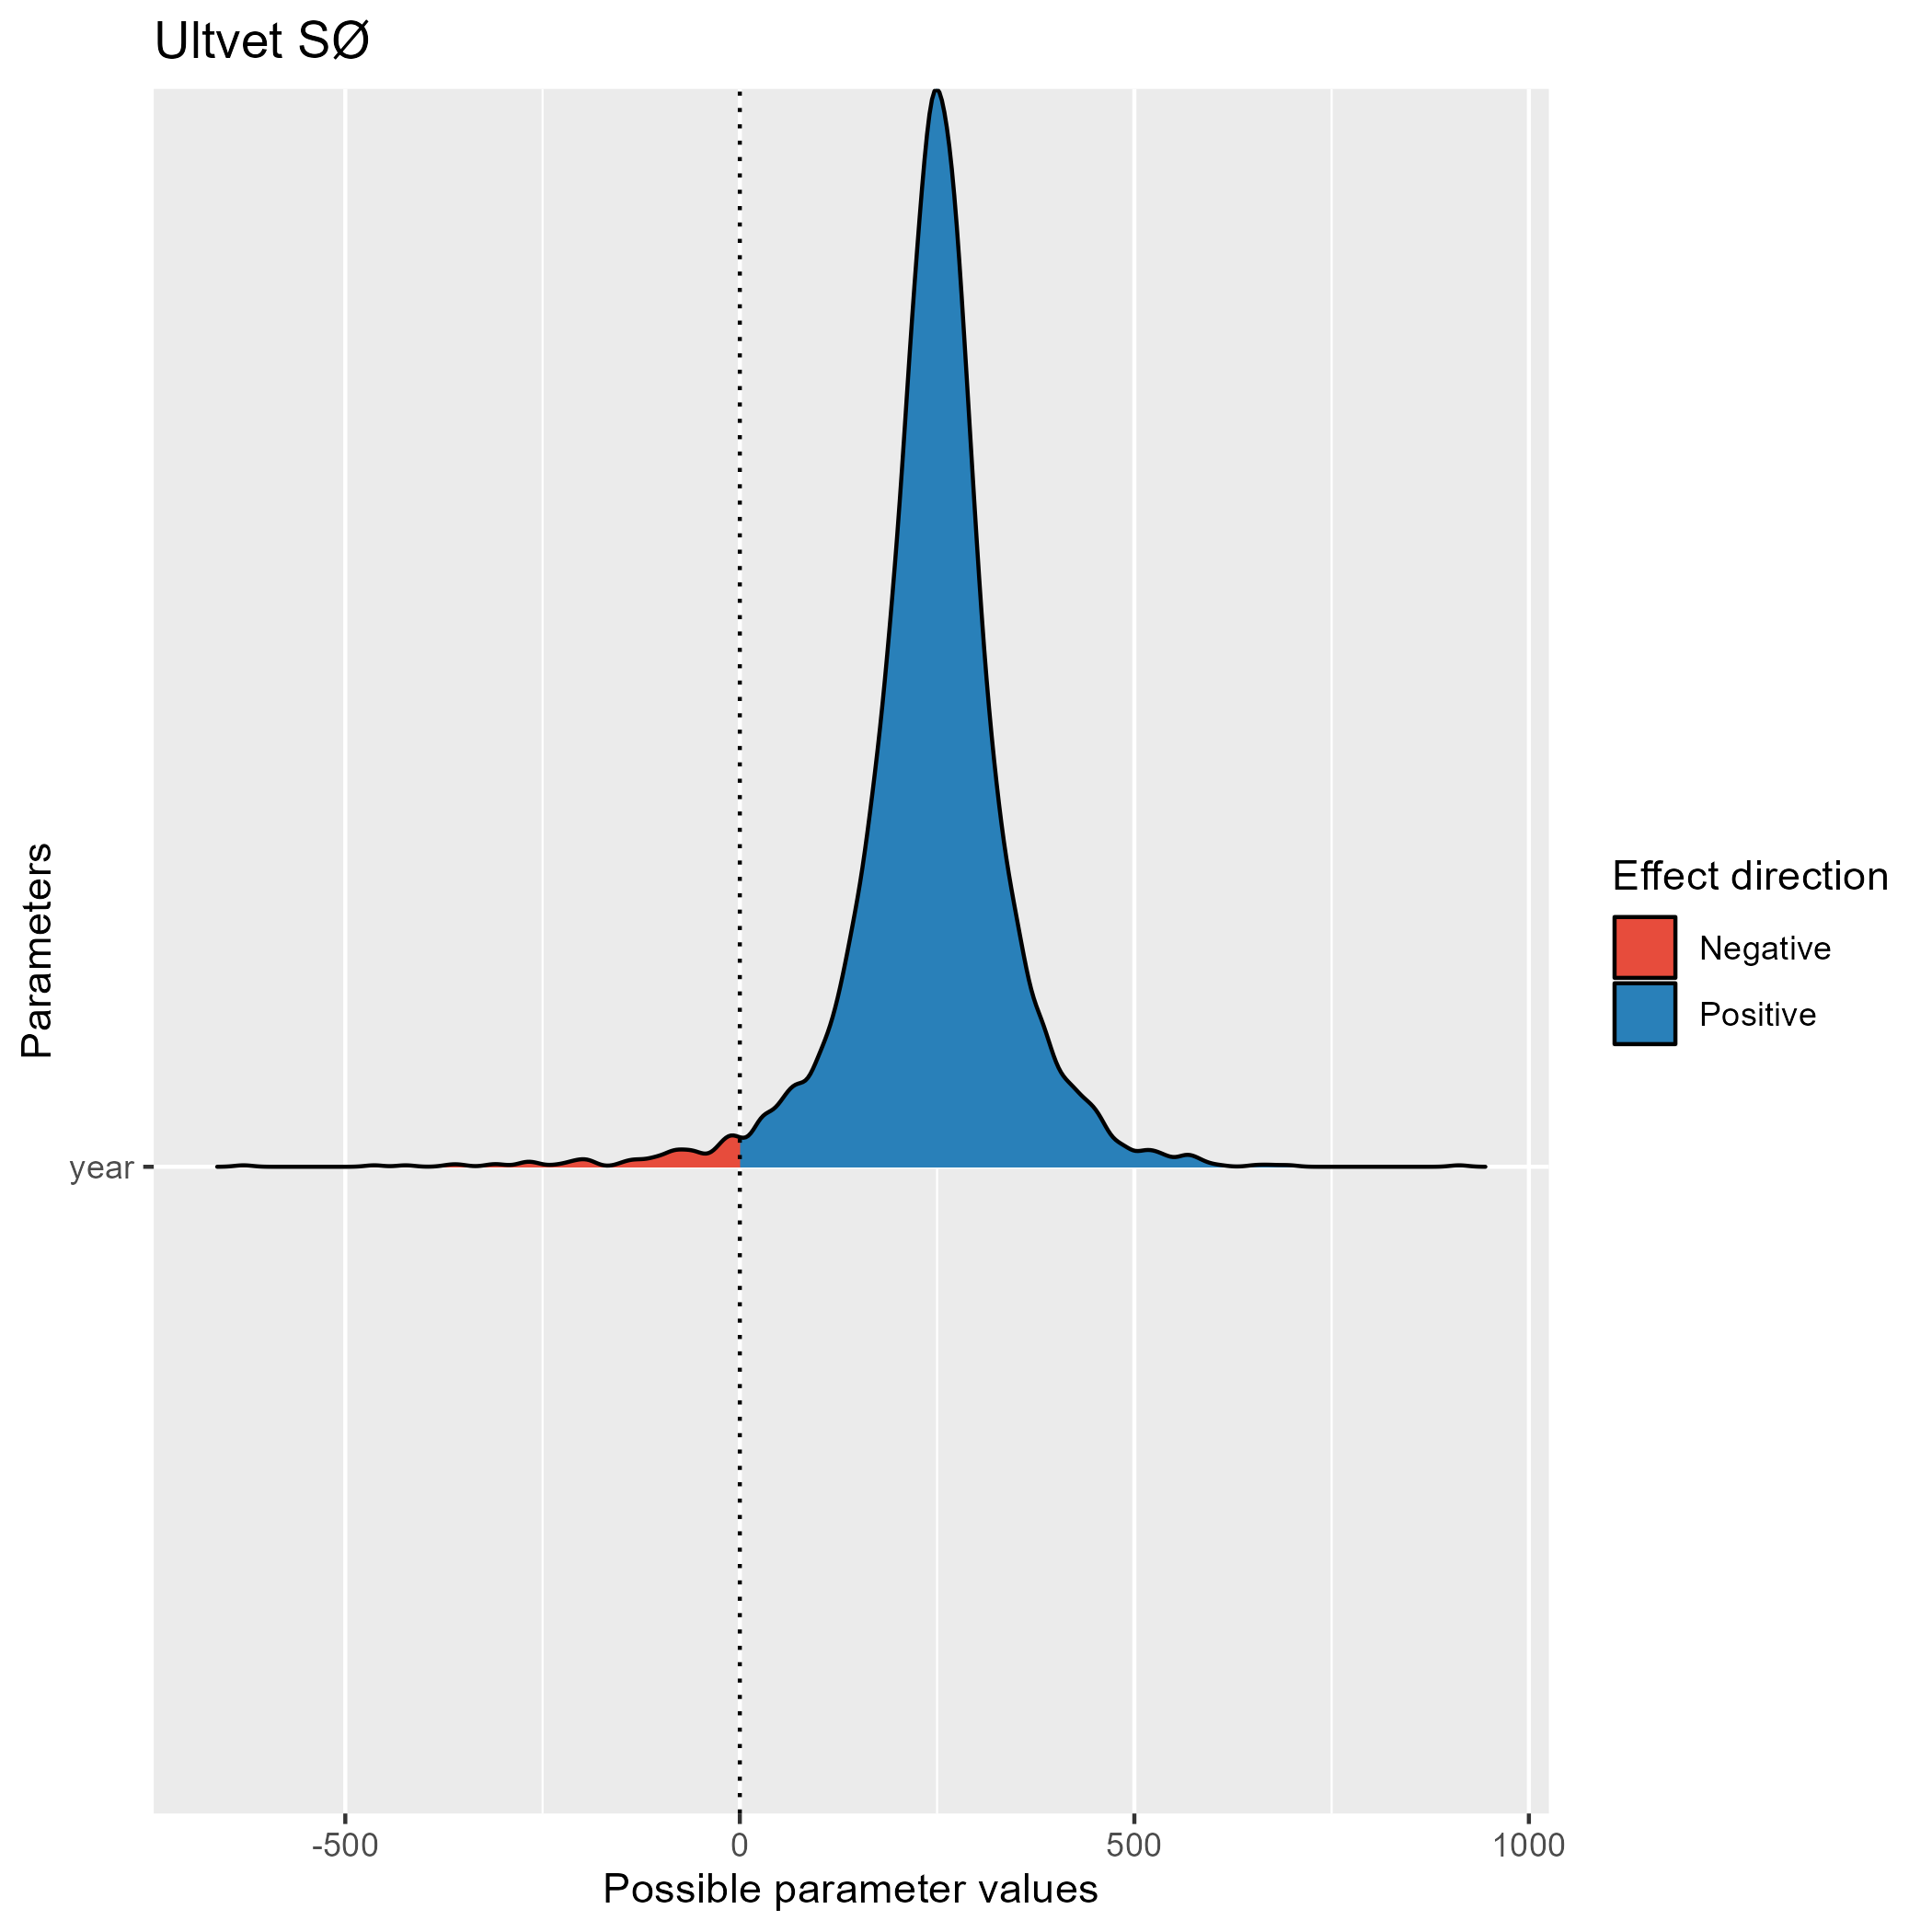 Ultvet SØ
Parameters
year
Effect direction
Negative
Positive
-500
0
500
1000
Possible parameter values